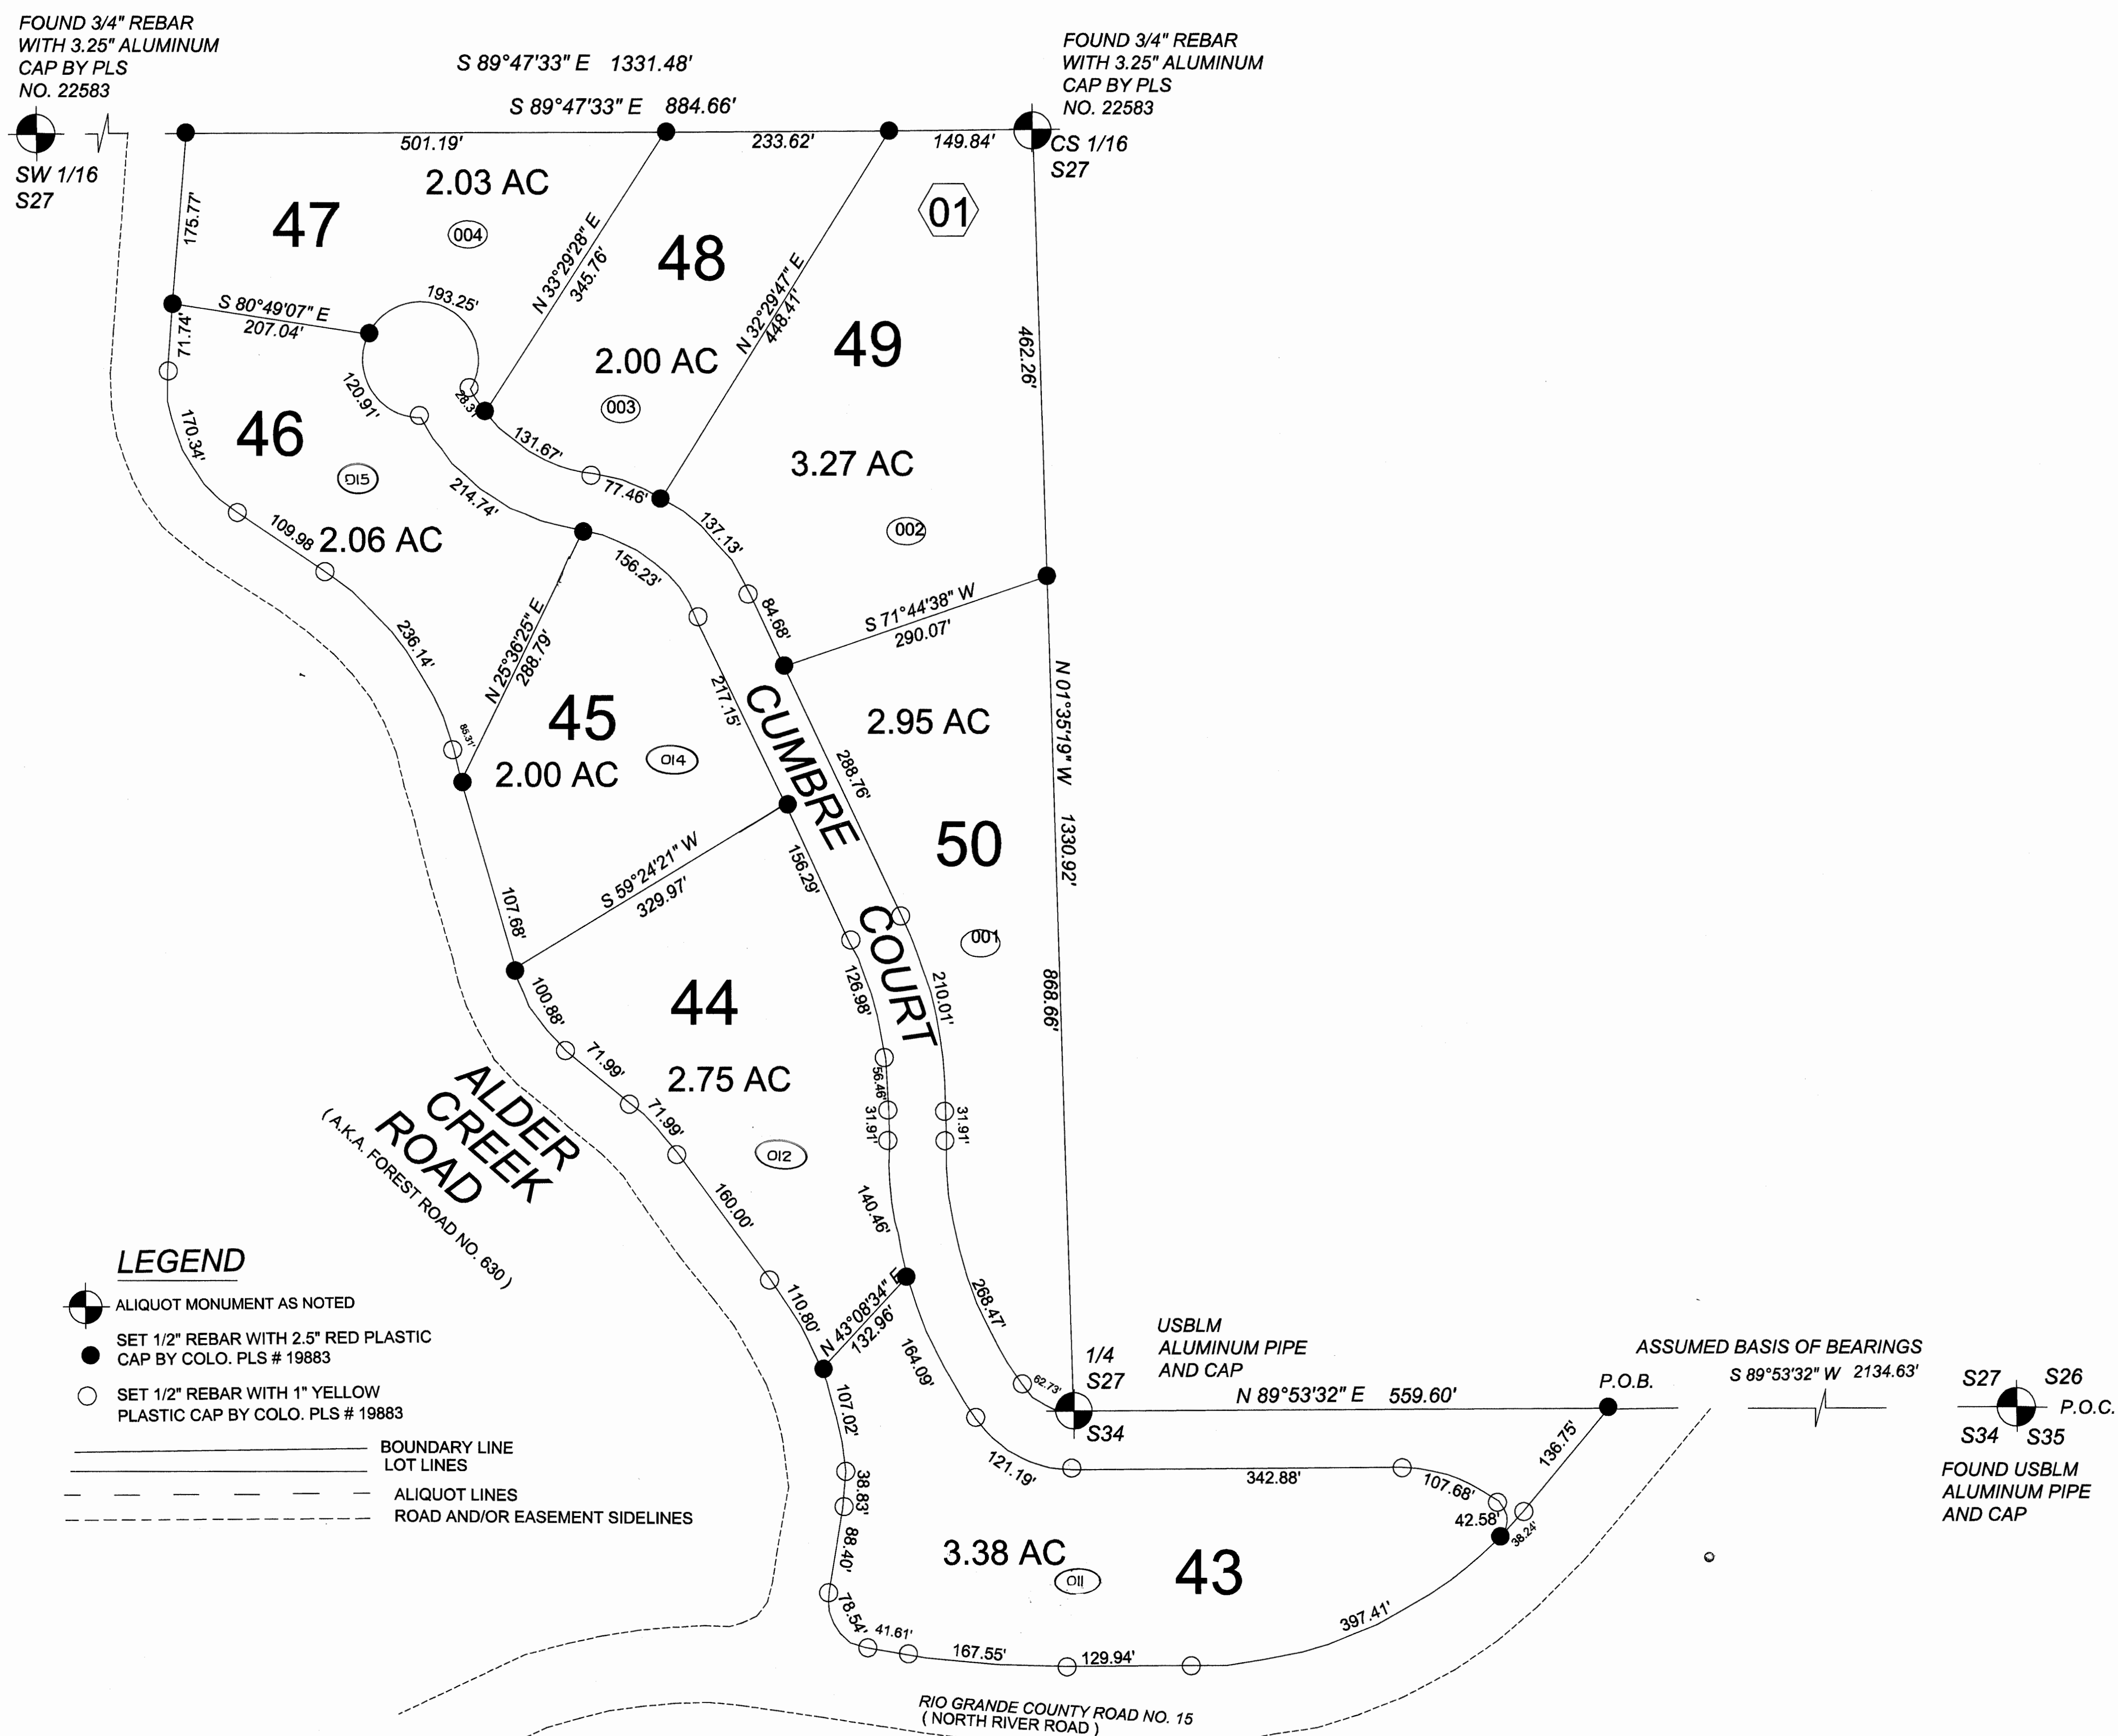 FOUND 3/4" REBAR
WITH 3.25" ALUMINUM
CAP BY PLS
NO. 22583
SW 1/16
S27
S 89°47'33" E 1331.48'
S 89°47'33" E 884.66'
501.19'
233.62'
149.84'
FOUND 3/4" REBAR
WITH 3.25" ALUMINUM
CAP BY PLS
NO. 22583
CS 1/16
S27
01
175.77'
47
2.03 AC
004
N 33°29'28" E
345.76'
48
2.00 AC
003
N 32°29'47" E
448.41'
49
3.27 AC
002
462.26'
S 80°49'07" E
207.04'
193.25'
120.91'
28.3'
71.74'
170.34'
46
015
2.06 AC
109.98
236.14'
85.31'
214.74'
131.67'
77.46'
137.13'
84.68'
156.23'
N 25°36'25" E
288.79'
S 71°44'38" W
290.07'
45
2.00 AC
014
217.15'
CUMBRE
COURT
288.76'
2.95 AC
50
001
N 01°35'19" W 1330.92'
868.66'
S 59°24'21" W
329.97'
107.68'
156.29'
126.98'
210.01'
56.46'
31.91'
31.91'
44
2.75 AC
012
100.88'
71.99'
71.99'
160.00'
110.80'
140.46'
268.47'
62.73'
N 43°08'34" E
132.96'
ALDER
CREEK
ROAD
( A.K.A. FOREST ROAD NO. 630 )
164.09'
121.19'
107.02'
38.83'
88.40'
78.54'
41.61'
167.55'
129.94'
397.41'
342.88'
107.68'
42.58'
38.24'
136.75'
3.38 AC
011
43
1/4
S27
S34
USBLM
ALUMINUM PIPE
AND CAP
N 89°53'32" E 559.60'
P.O.B.
ASSUMED BASIS OF BEARINGS
S 89°53'32" W 2134.63'
S27
S26
P.O.C.
S34
S35
FOUND USBLM
ALUMINUM PIPE
AND CAP
RIO GRANDE COUNTY ROAD NO. 15
( NORTH RIVER ROAD )
LEGEND
ALIQUOT MONUMENT AS NOTED
SET 1/2" REBAR WITH 2.5" RED PLASTIC
CAP BY COLO. PLS # 19883
SET 1/2" REBAR WITH 1" YELLOW
PLASTIC CAP BY COLO. PLS # 19883
BOUNDARY LINE
LOT LINES
ALIQUOT LINES
ROAD AND/OR EASEMENT SIDELINES